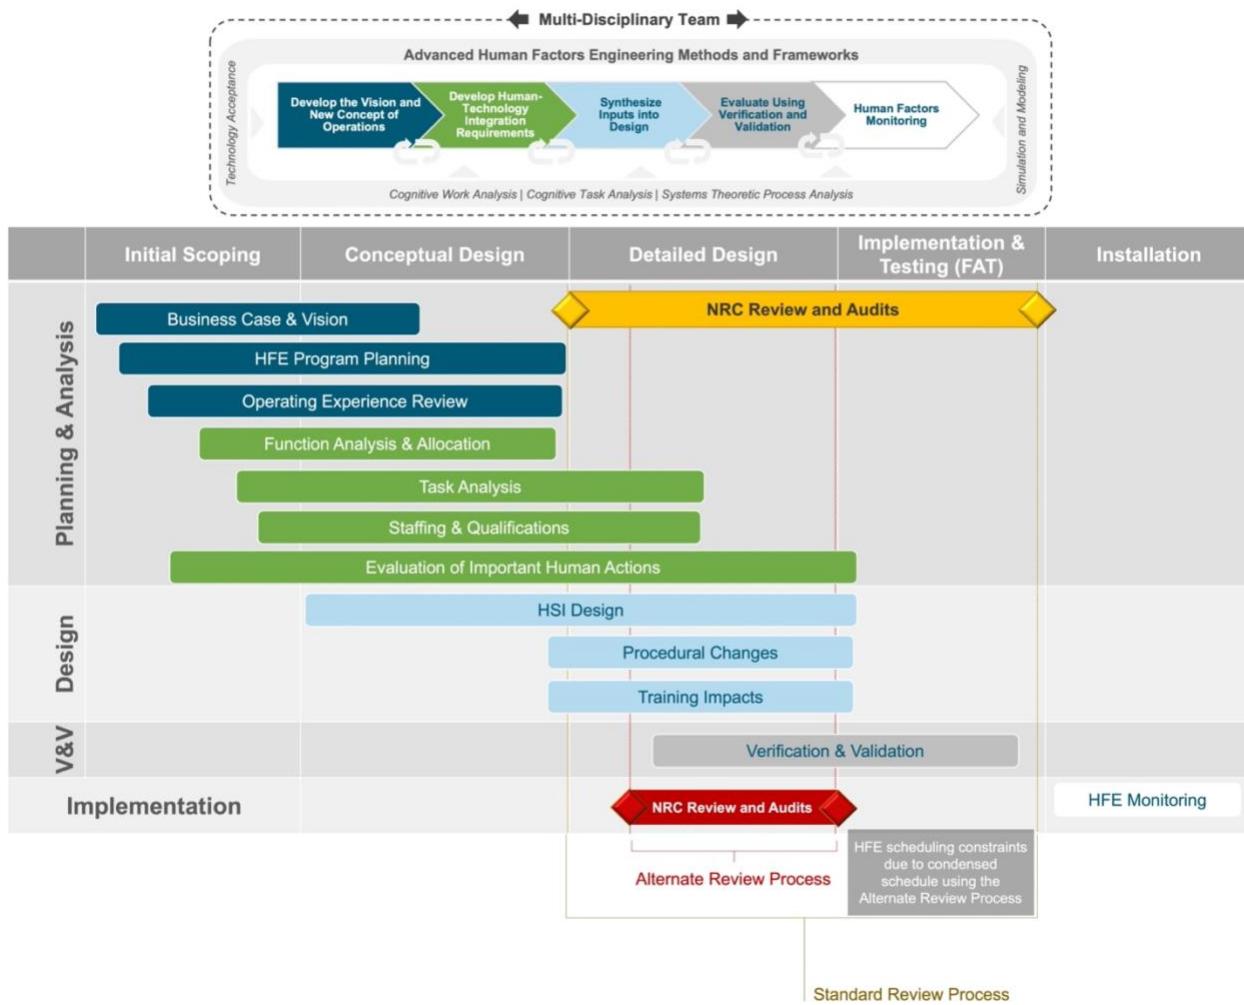 Multi-Disciplinary Team
Advanced Human Factors Engineering Methods and Frameworks
Technology Acceptance
Develop the Vision and
New Concept of
Operations
Develop Human-
Technology
Integration
Requirements
Synthesize
Inputs into
Design
Evaluate Using
Verification and
Validation
Human Factors
Monitoring
Simulation and Modeling
Cognitive Work Analysis | Cognitive Task Analysis | Systems Theoretic Process Analysis
Initial Scoping
Conceptual Design
Detailed Design
Implementation &
Testing (FAT)
Installation
Planning & Analysis
NRC Review and Audits
Business Case & Vision
HFE Program Planning
Operating Experience Review
Function Analysis & Allocation
Task Analysis
Staffing & Qualifications
Evaluation of Important Human Actions
Design
HSI Design
Procedural Changes
Training Impacts
V&V
Verification & Validation
Implementation
NRC Review and Audits
HFE Monitoring
Alternate Review Process
HFE scheduling constraints
due to condensed
schedule using the
Alternate Review Process
Standard Review Process